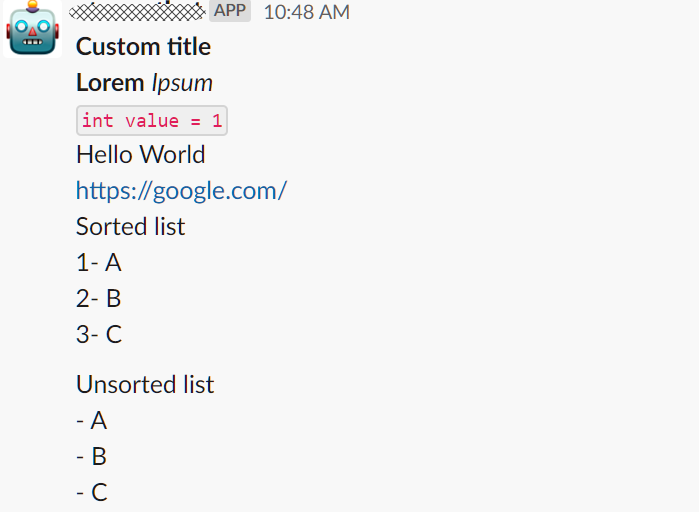 APP 10:48 AM
Custom title
Lorem Ipsum
int value = 1
Hello World
https://google.com/
Sorted list
1- A
2- B
3- C
Unsorted list
- A
- B
- C